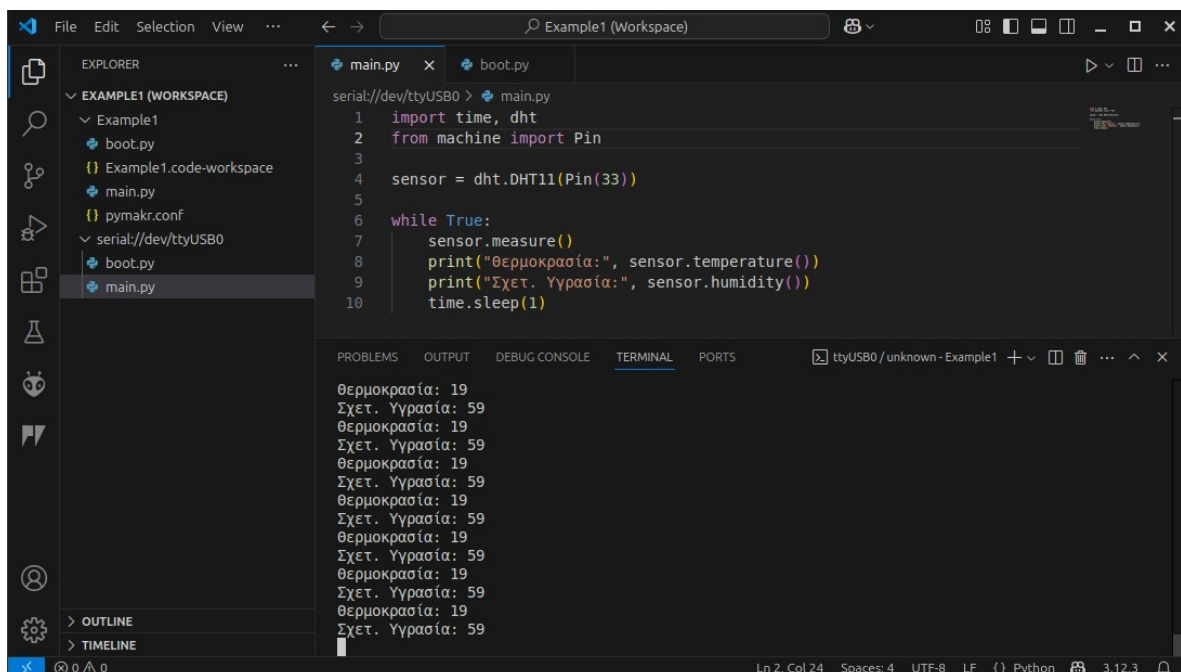 File Edit Selection View ...
Example1 (Workspace)
EXPLORER ...
EXAMPLE1 (WORKSPACE)
Example1
boot.py
{} Example1.code-workspace
main.py
{} pymakr.conf
serial://dev/ttyUSB0
boot.py
main.py
OUTLINE
TIMELINE
main.py boot.py
serial://dev/ttyUSB0 > main.py
1 import time, dht
2 from machine import Pin
3
4 sensor = dht.DHT11(Pin(33))
5
6 while True:
7 sensor.measure()
8 print("θερμοκρασία:", sensor.temperature())
9 print("Σχετ. Υγρασία:", sensor.humidity())
10 time.sleep(1)
PROBLEMS OUTPUT DEBUG CONSOLE TERMINAL PORTS ttyUSB0 / unknown - Example1
θερμοκρασία: 19
Σχετ. Υγρασία: 59
θερμοκρασία: 19
Σχετ. Υγρασία: 59
θερμοκρασία: 19
Σχετ. Υγρασία: 59
θερμοκρασία: 19
Σχετ. Υγρασία: 59
θερμοκρασία: 19
Σχετ. Υγρασία: 59
θερμοκρασία: 19
Σχετ. Υγρασία: 59
θερμοκρασία: 19
Σχετ. Υγρασία: 59
0 0 Ln 2, Col 24 Spaces: 4 UTF-8 LF {} Python 3.12.3